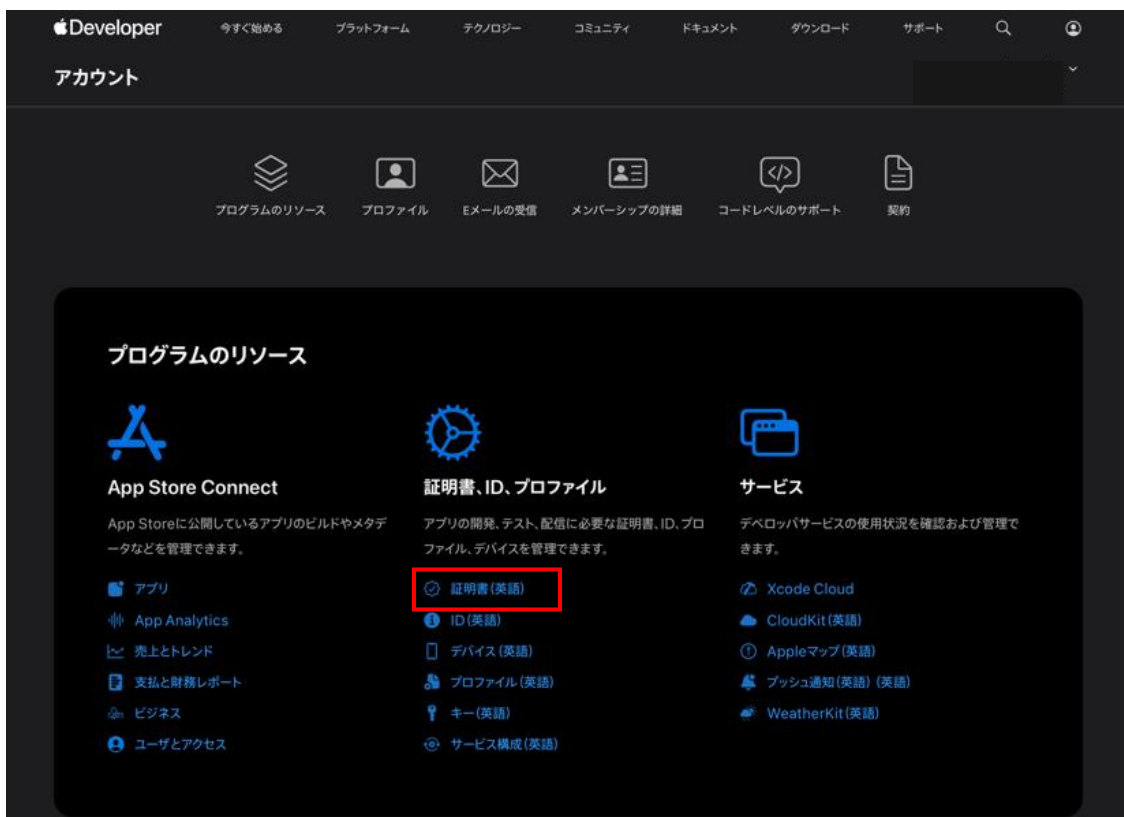 Developer 今すぐ始める プラットフォーム テクノロジー コミュニティ ドキュメント ダウンロード サポート
アカウント
プログラムのリソース プロファイル Eメールの受信 メンバーシップの詳細 コードレベルのサポート 契約
プログラムのリソース
App Store Connect
App Storeに公開しているアプリのビルドやメタデ
ータなどを管理できます。
アプリ
App Analytics
売上とトレンド
支払と財務レポート
ビジネス
ユーザとアクセス
証明書、ID、プロファイル
アプリの開発、テスト、配信に必要な証明書、ID、プロ
ファイル、デバイスを管理できます。
証明書(英語)
ID(英語)
デバイス(英語)
プロファイル(英語)
キー(英語)
サービス構成(英語)
サービス
デベロッパサービスの使用状況を確認および管理で
きます。
Xcode Cloud
CloudKit(英語)
Appleマップ(英語)
プッシュ通知(英語)(英語)
WeatherKit(英語)